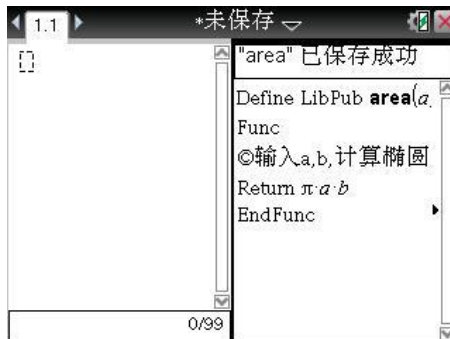 1.1
*未保存
0/99
"area" 已保存成功
Define LibPub area(a,
Func
©输入a,b,计算椭圆
Return π·a·b
EndFunc